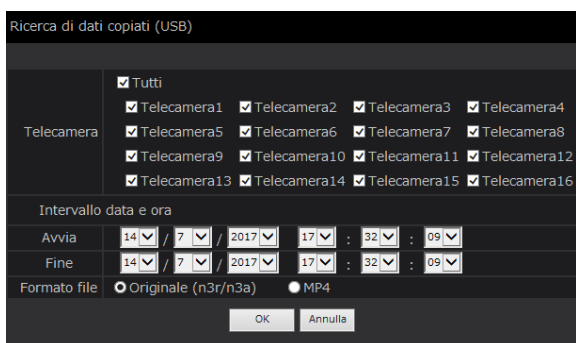 Ricerca di dati copiati (USB)
Tutti
Telecamera1 Telecamera2 Telecamera3 Telecamera4
Telecamera Telecamera5 Telecamera6 Telecamera7 Telecamera8
Telecamera9 Telecamera10 Telecamera11 Telecamera12
Telecamera13 Telecamera14 Telecamera15 Telecamera16
Intervallo data e ora
Avvia 14 / 7 / 2017 17 : 32 : 09
Fine 14 / 7 / 2017 17 : 32 : 09
Formato file Originale (n3r/n3a) MP4
OK Annulla